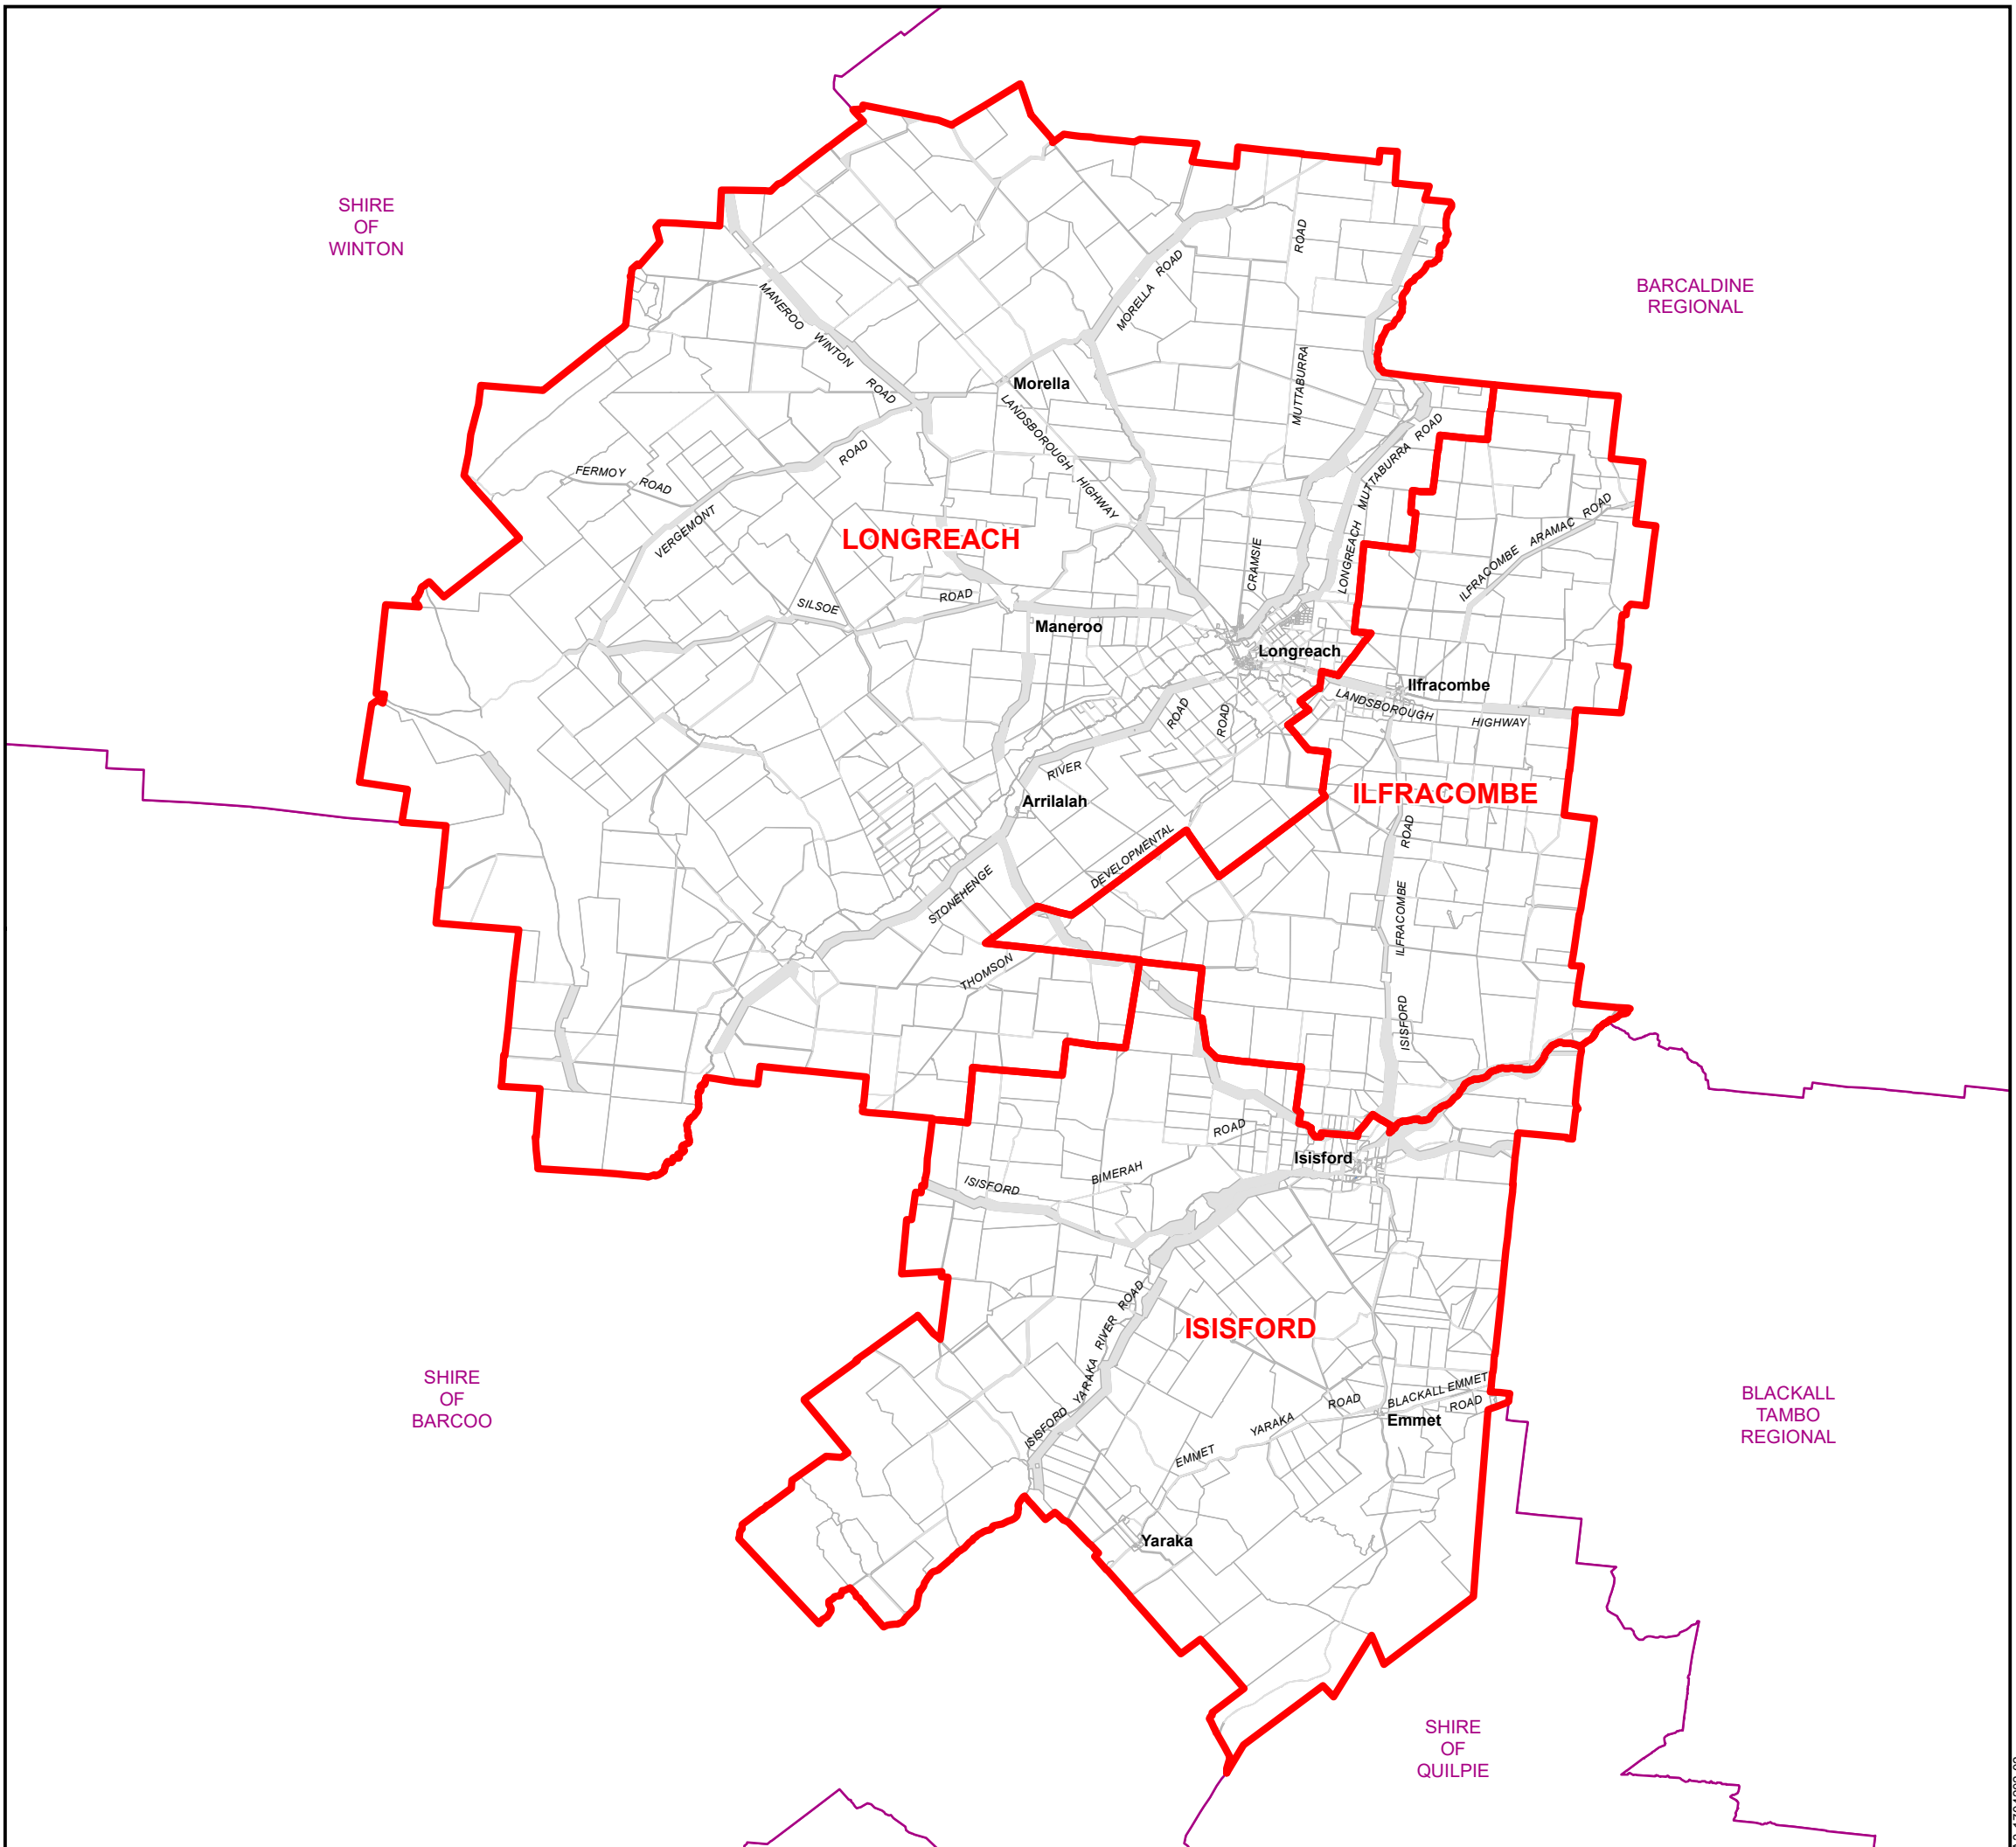 SHIRE
OF
WINTON
BARCALDINE
REGIONAL
ROAD
MORELLA ROAD
MANEROO
WINTON
ROAD
MUTTABURRA
Morella
LANDSBOROUGH
HIGHWAY
ROAD
FERMOY
ROAD
VERGEMONT
LONGREACH
LONGREACH MUTTABURRA ROAD
CRAMSIE
ILFRACOMBE ARAMAC ROAD
SILSOE
ROAD
Maneroo
Longreach
Ilfracombe
LANDSBOROUGH
HIGHWAY
ROAD
ROAD
RIVER
Arrilalah
ILFRACOMBE
ROAD
DEVELOPMENTAL
STONEHENGE
ILFRACOMBE
THOMSON
ISISFORD
ROAD
Isisford
BIMERAH
ISISFORD
ISISFORD YARAKA RIVER ROAD
ISISFORD
SHIRE
OF
BARCOO
BLACKALL EMMET
ROAD
ROAD
YARAKA
EMMET
Emmet
BLACKALL
TAMBO
REGIONAL
Yaraka
SHIRE
OF
QUILPIE